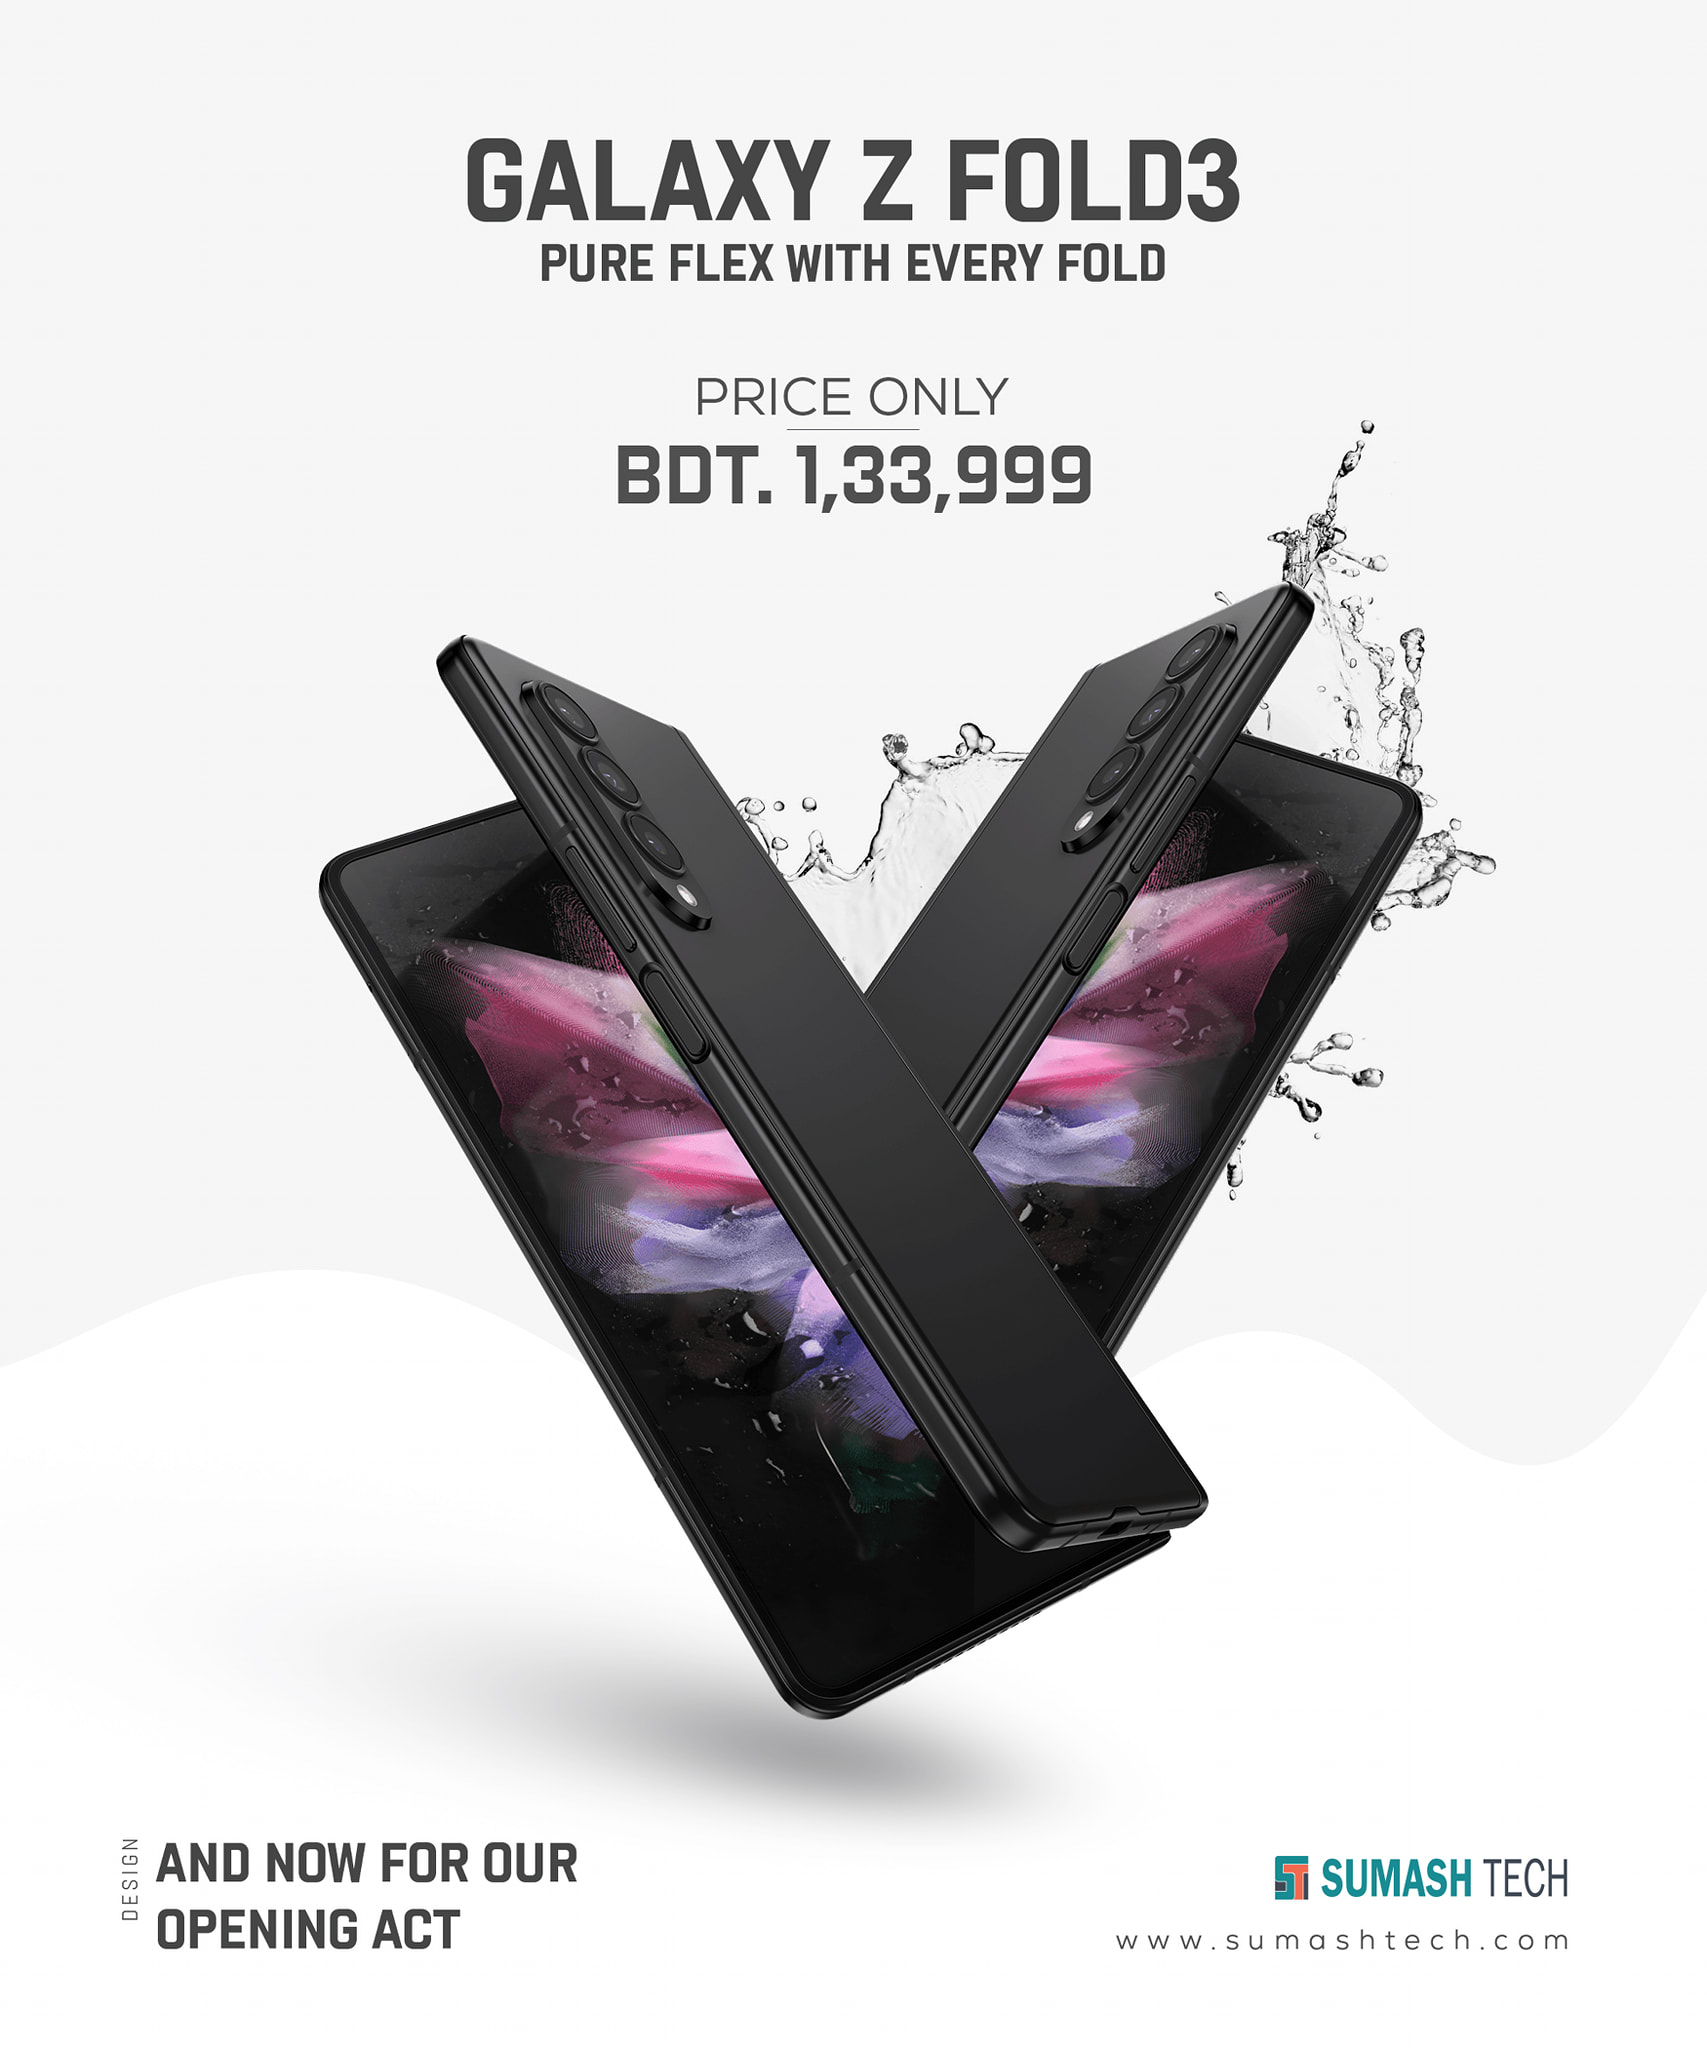 GALAXY Z FOLD3
PURE FLEX WITH EVERY FOLD
PRICE ONLY
BDT. 1,33,999
DESIGN
AND NOW FOR OUR
OPENING ACT
ST SUMASH TECH
www.sumashtech.com